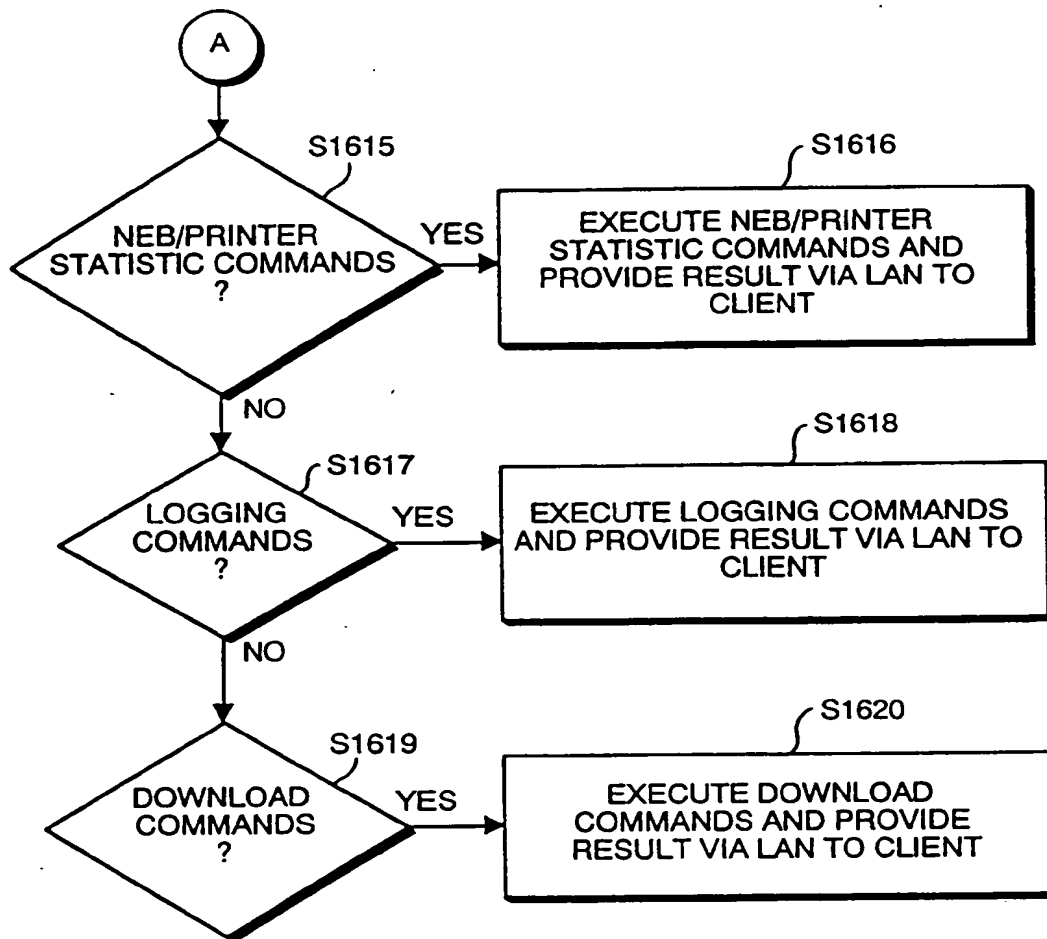 A
S1615
NEB/PRINTER
STATISTIC COMMANDS
?
YES
S1616
EXECUTE NEB/PRINTER
STATISTIC COMMANDS AND
PROVIDE RESULT VIA LAN TO
CLIENT
NO
S1617
LOGGING
COMMANDS
?
YES
S1618
EXECUTE LOGGING COMMANDS
AND PROVIDE RESULT VIA LAN TO
CLIENT
NO
S1619
DOWNLOAD
COMMANDS
?
YES
S1620
EXECUTE DOWNLOAD
COMMANDS AND PROVIDE
RESULT VIA LAN TO CLIENT